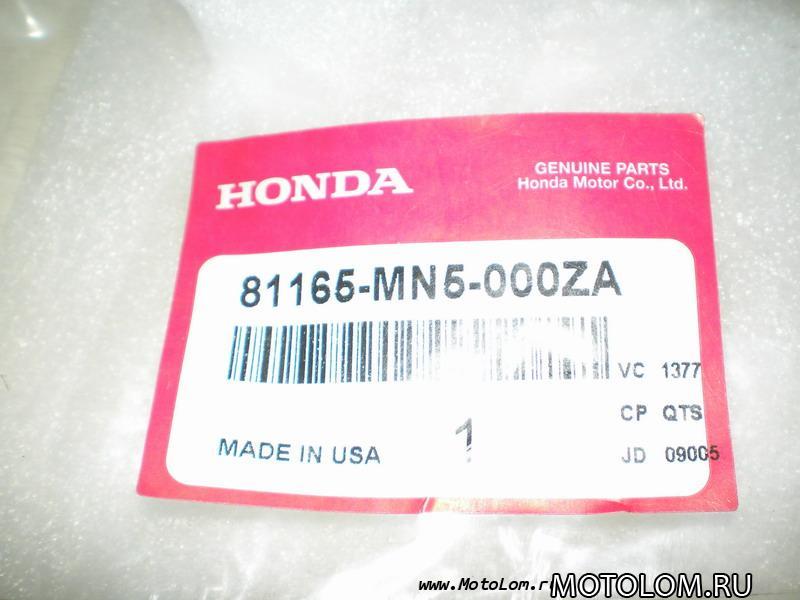 HONDA
GENUINE PARTS
Honda Motor Co., Ltd.
81165-MN5-000ZA
VC 1377
CP QTS
MADE IN USA
1
JD 09005
www.MotoLom.r
MOTOLOM.RU